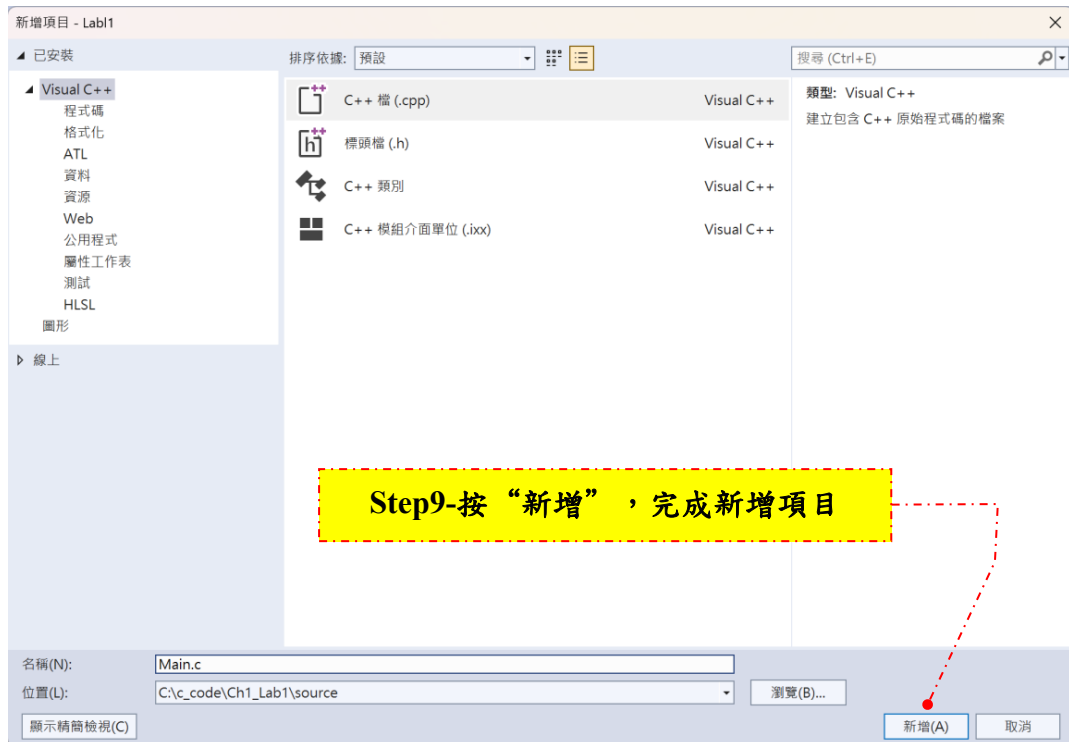 新增項目 - Labl1
已安裝
排序依據: 預設
搜尋 (Ctrl+E)
Visual C++
程式碼
格式化
ATL
資料
資源
Web
公用程式
屬性工作表
測試
HLSL
圖形
線上
C++ 檔 (.cpp) Visual C++
標頭檔 (.h) Visual C++
C++ 類別 Visual C++
C++ 模組介面單位 (.ixx) Visual C++
類型: Visual C++
建立包含 C++ 原始程式碼的檔案
Step9-按“新增”，完成新增項目
名稱(N): Main.c
位置(L): C:\c_code\Ch1_Lab1\source 瀏覽(B)...
顯示精簡檢視(C) 新增(A) 取消